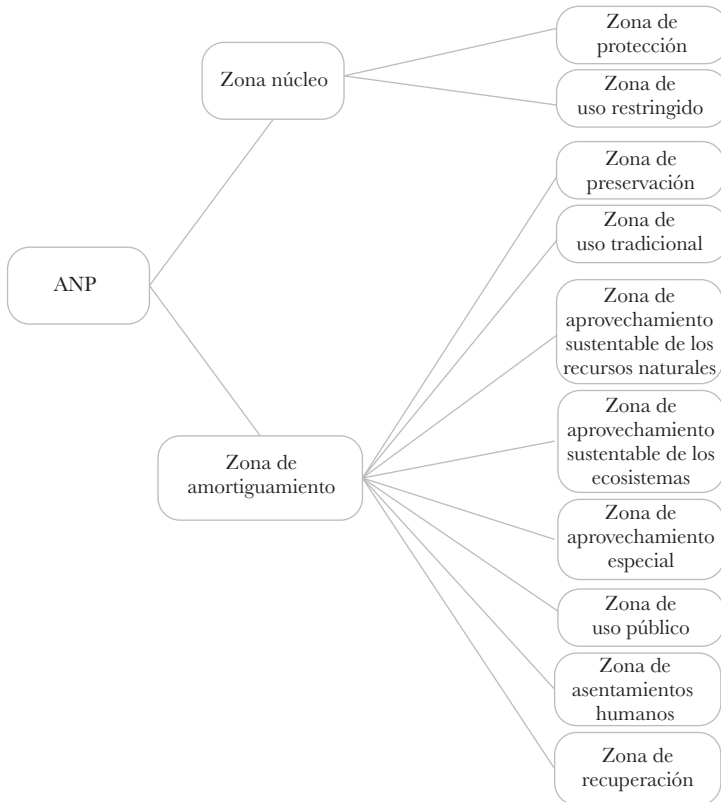 ANP
Zona núcleo
Zona de
protección
Zona de
uso restringido
Zona de
amortiguamiento
Zona de
preservación
Zona de
uso tradicional
Zona de
aprovechamiento
sustentable de los
recursos naturales
Zona de
aprovechamiento
sustentable de los
ecosistemas
Zona de
aprovechamiento
especial
Zona de
uso público
Zona de
asentamientos
humanos
Zona de
recuperación